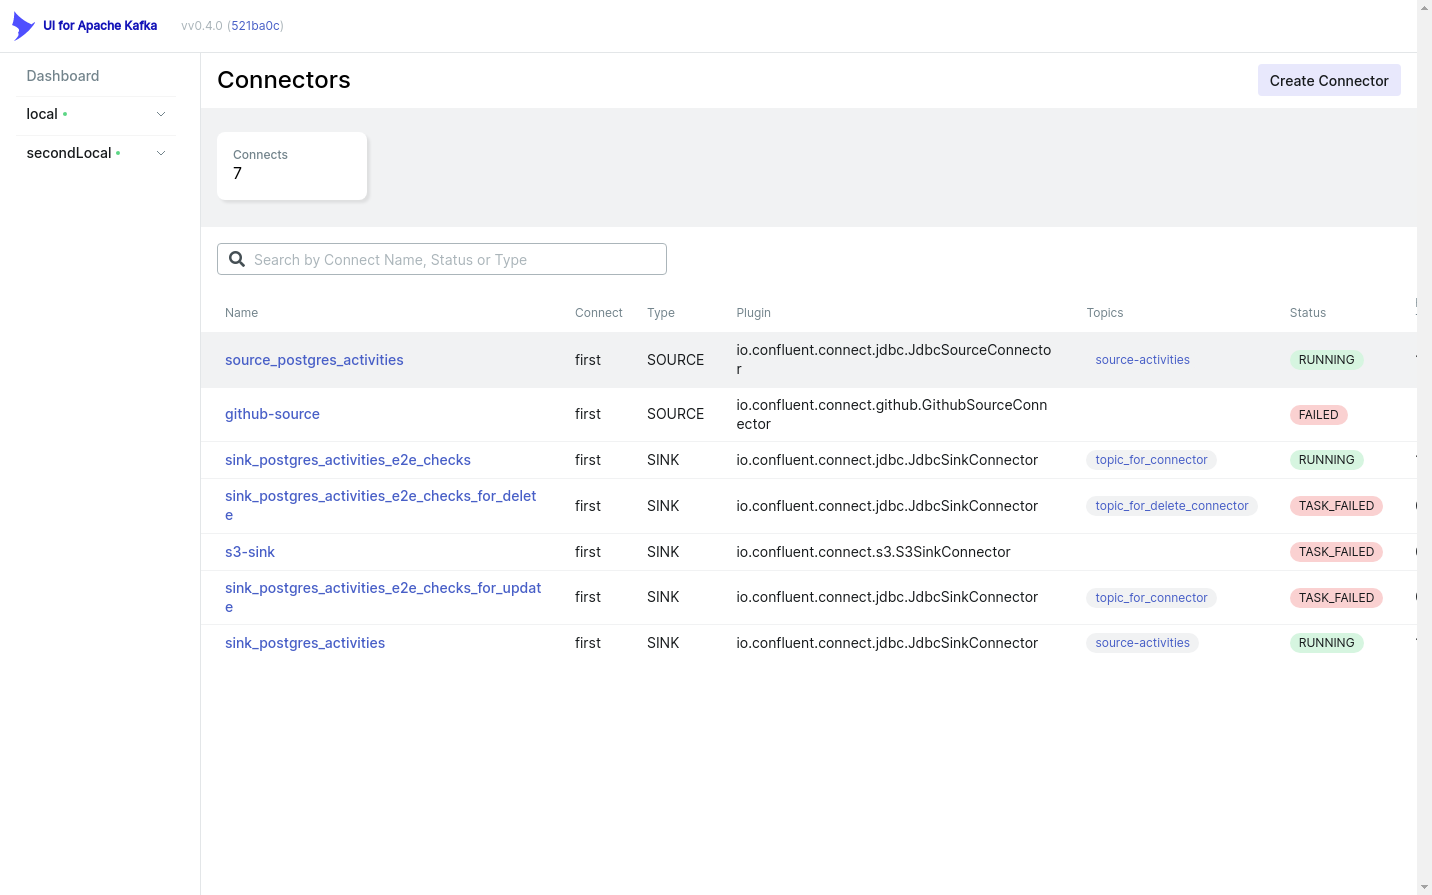 UI for Apache Kafka vv0.4.0 (521ba0c)
Dashboard
local
secondLocal
Connectors
Create Connector
Connects
7
Search by Connect Name, Status or Type
Name Connect Type Plugin Topics Status
source_postgres_activities first SOURCE io.confluent.connect.jdbc.JdbcSourceConnecto
r source-activities RUNNING
github-source first SOURCE io.confluent.connect.github.GithubSourceConn
ector FAILED
sink_postgres_activities_e2e_checks first SINK io.confluent.connect.jdbc.JdbcSinkConnector topic_for_connector RUNNING
sink_postgres_activities_e2e_checks_for_delet
e first SINK io.confluent.connect.jdbc.JdbcSinkConnector topic_for_delete_connector TASK_FAILED
s3-sink first SINK io.confluent.connect.s3.S3SinkConnector TASK_FAILED
sink_postgres_activities_e2e_checks_for_updat
e first SINK io.confluent.connect.jdbc.JdbcSinkConnector topic_for_connector TASK_FAILED
sink_postgres_activities first SINK io.confluent.connect.jdbc.JdbcSinkConnector source-activities RUNNING